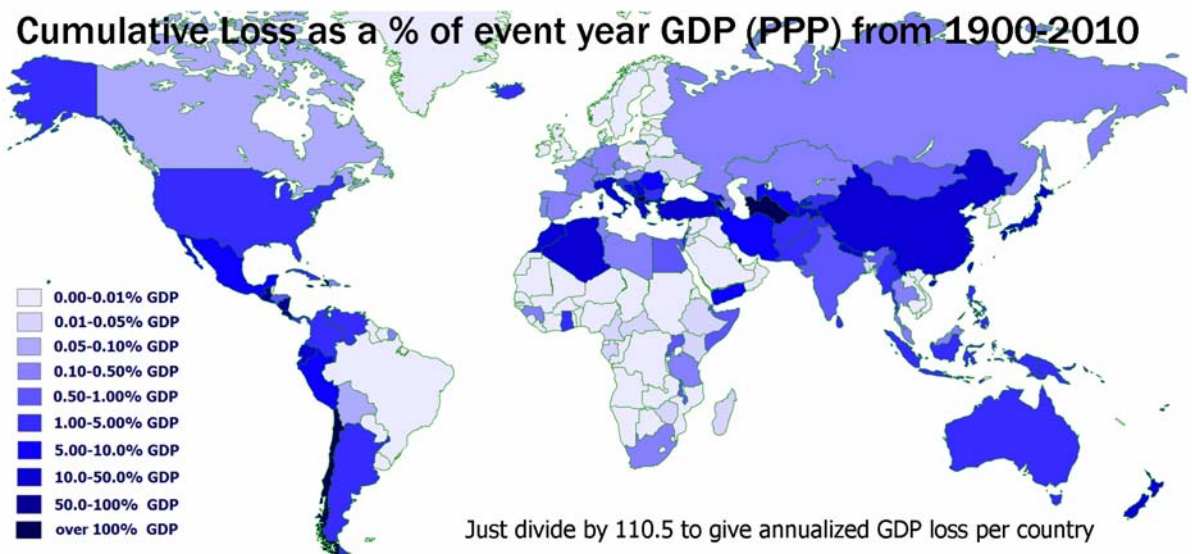 Cumulative Loss as a % of event year GDP (PPP) from 1900-2010
0.00-0.01% GDP
0.01-0.05% GDP
0.05-0.10% GDP
0.10-0.50% GDP
0.50-1.00% GDP
1.00-5.00% GDP
5.00-10.0% GDP
10.0-50.0% GDP
50.0-100% GDP
over 100% GDP
Just divide by 110.5 to give annualized GDP loss per country